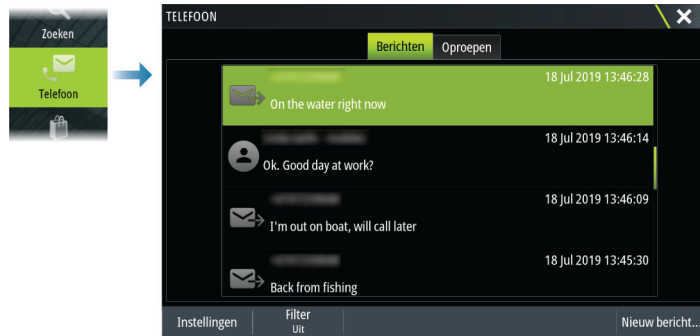 Zoeken
Telefoon
TELEFOON
Berichten Oproepen
18 Jul 2019 13:46:28
On the water right now
18 Jul 2019 13:46:14
Ok. Good day at work?
18 Jul 2019 13:46:09
I'm out on boat, will call later
18 Jul 2019 13:45:30
Back from fishing
Instellingen Filter Nieuw bericht...
Uit